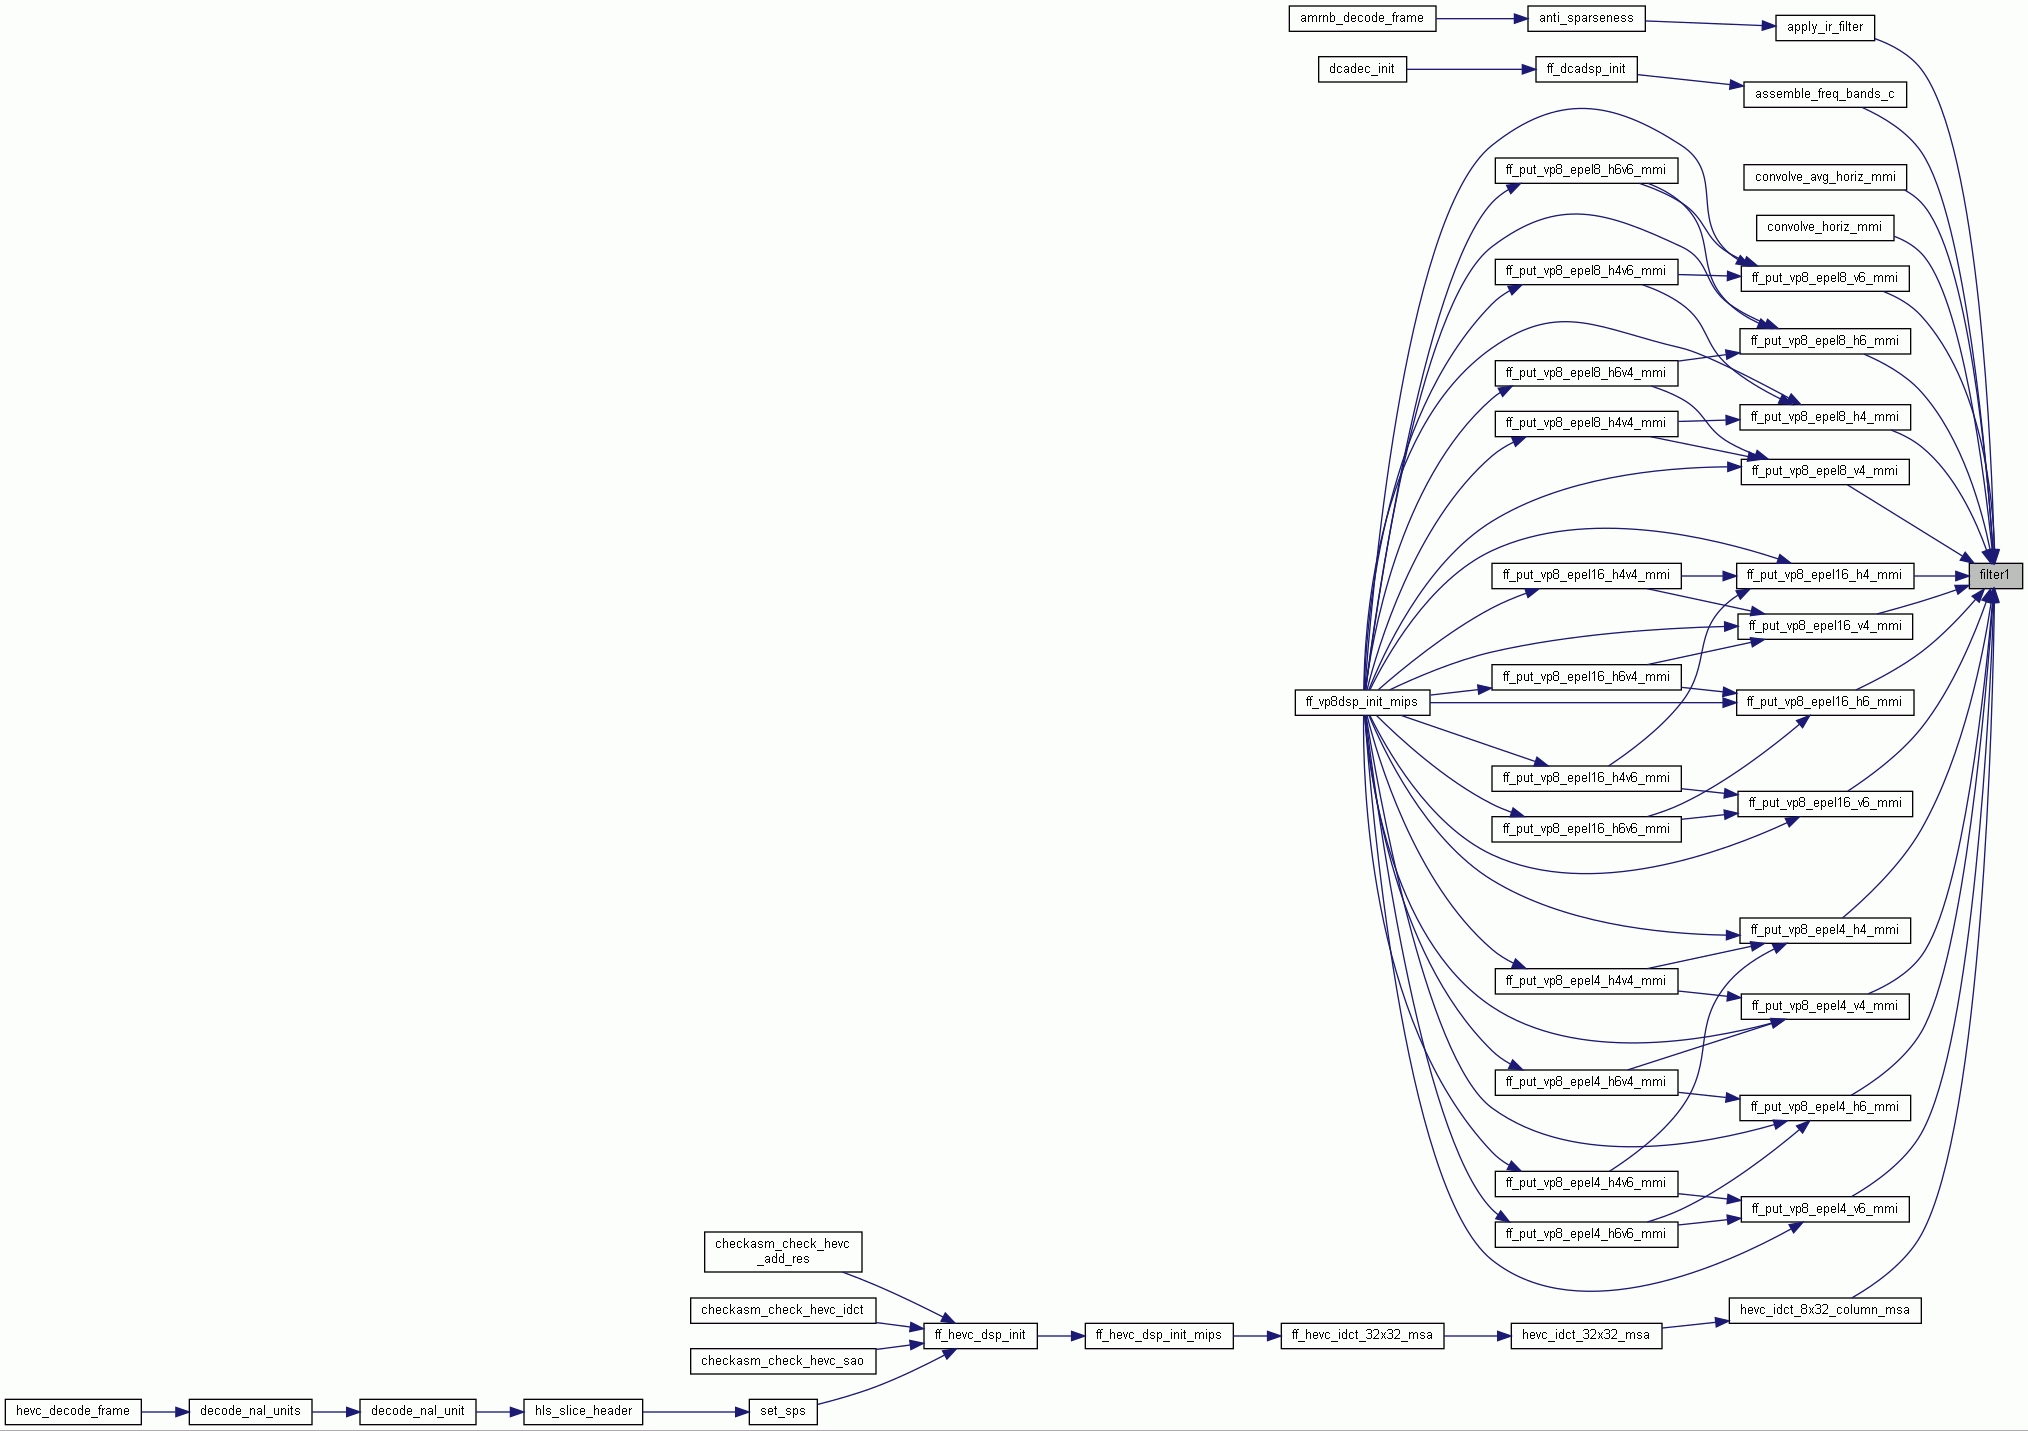 amrnb_decode_frame
anti_sparseness
apply_ir_filter
dcadec_init
ff_dcadsp_init
assemble_freq_bands_c
ff_put_vp8_epel8_h6v6_mmi
convolve_avg_horiz_mmi
convolve_horiz_mmi
ff_put_vp8_epel8_h4v6_mmi
ff_put_vp8_epel8_v6_mmi
ff_put_vp8_epel8_h6_mmi
ff_put_vp8_epel8_h6v4_mmi
ff_put_vp8_epel8_h4_mmi
ff_put_vp8_epel8_h4v4_mmi
ff_put_vp8_epel8_v4_mmi
ff_put_vp8_epel16_h4v4_mmi
ff_put_vp8_epel16_h4_mmi
filter1
ff_put_vp8_epel16_v4_mmi
ff_put_vp8_epel16_h6v4_mmi
ff_vp8dsp_init_mips
ff_put_vp8_epel16_h6_mmi
ff_put_vp8_epel16_h4v6_mmi
ff_put_vp8_epel16_v6_mmi
ff_put_vp8_epel16_h6v6_mmi
ff_put_vp8_epel4_h4_mmi
ff_put_vp8_epel4_h4v4_mmi
ff_put_vp8_epel4_v4_mmi
ff_put_vp8_epel4_h6v4_mmi
ff_put_vp8_epel4_h6_mmi
ff_put_vp8_epel4_h4v6_mmi
ff_put_vp8_epel4_v6_mmi
ff_put_vp8_epel4_h6v6_mmi
checkasm_check_hevc
_add_res
checkasm_check_hevc_idct
hevc_idct_8x32_column_msa
ff_hevc_dsp_init
ff_hevc_dsp_init_mips
ff_hevc_idct_32x32_msa
hevc_idct_32x32_msa
checkasm_check_hevc_sao
hevc_decode_frame
decode_nal_units
decode_nal_unit
hls_slice_header
set_sps